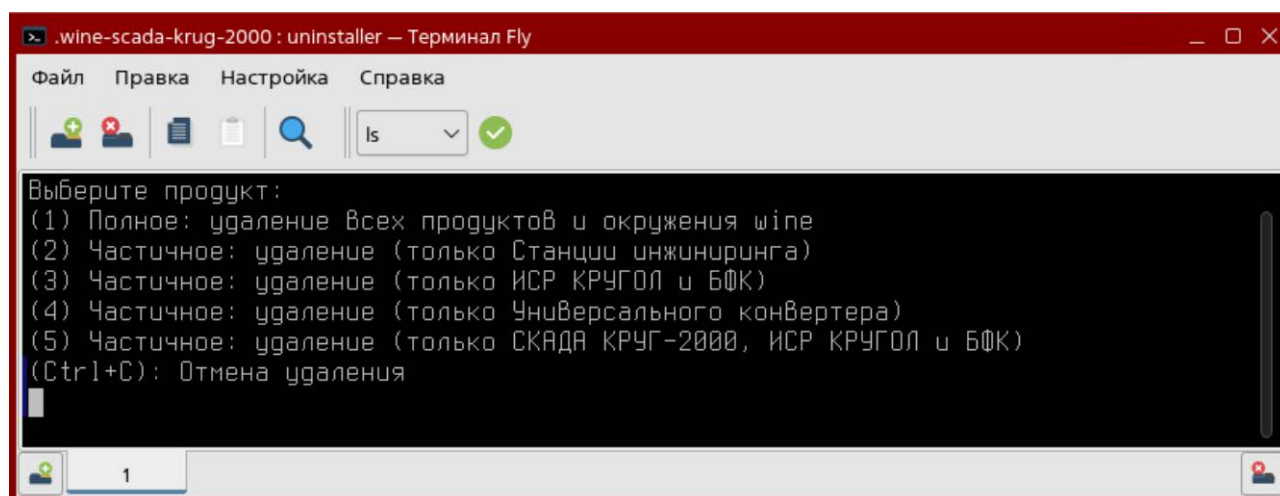 .wine-scada-krug-2000 : uninstaller — Терминал Fly
Файл Правка Настройка Справка
ls
Выберите продукт:
(1) Полное: удаление всех продуктов и окружения wine
(2) Частичное: удаление (только Станции инжиниринга)
(3) Частичное: удаление (только ИСР КРУГОЛ и БФК)
(4) Частичное: удаление (только Универсального конвертера)
(5) Частичное: удаление (только СКАДА КРУГ-2000, ИСР КРУГОЛ и БФК)
(Ctrl+C): Отмена удаления
1